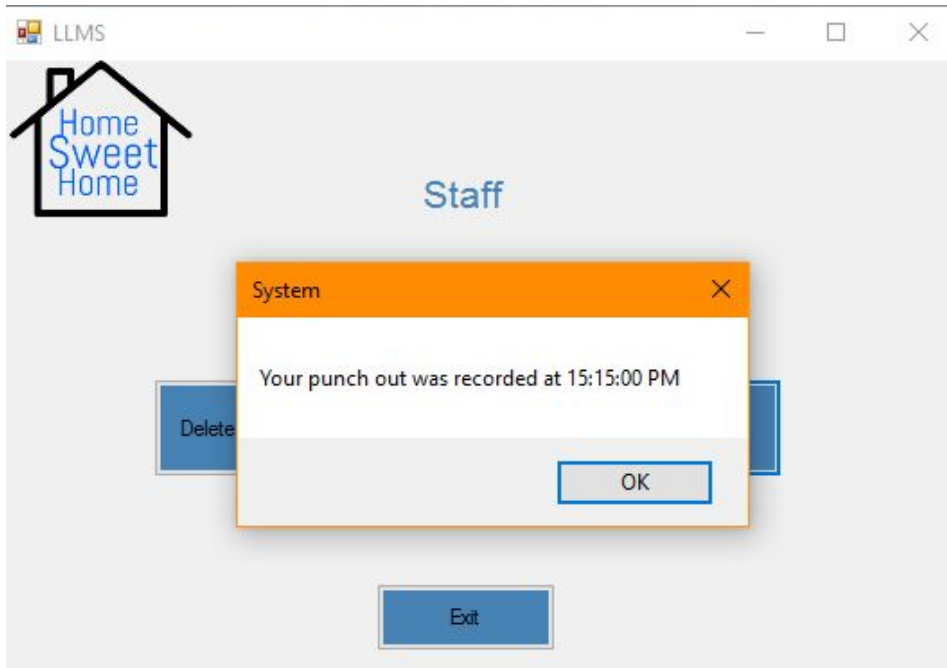 LLMS
Home
Sweet
Home
Staff
System
Your punch out was recorded at 15:15:00 PM
Delete
OK
Exit